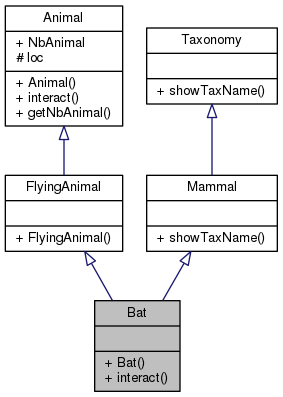 Animal
+ NbAnimal
# loc
+ Animal()
+ interact()
+ getNbAnimal()
Taxonomy
+ showTaxName()
FlyingAnimal
+ FlyingAnimal()
Mammal
+ showTaxName()
Bat
+ Bat()
+ interact()